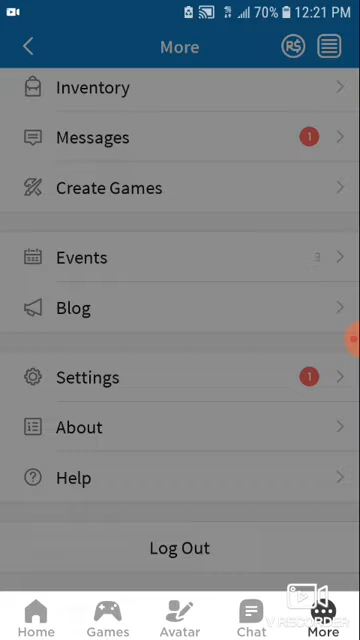 70% 12:21 PM
More
R$
Inventory
Messages 1
Create Games
Events 3
Blog
Settings 1
About
Help
Log Out
Home Games Avatar Chat More
V RECORDER